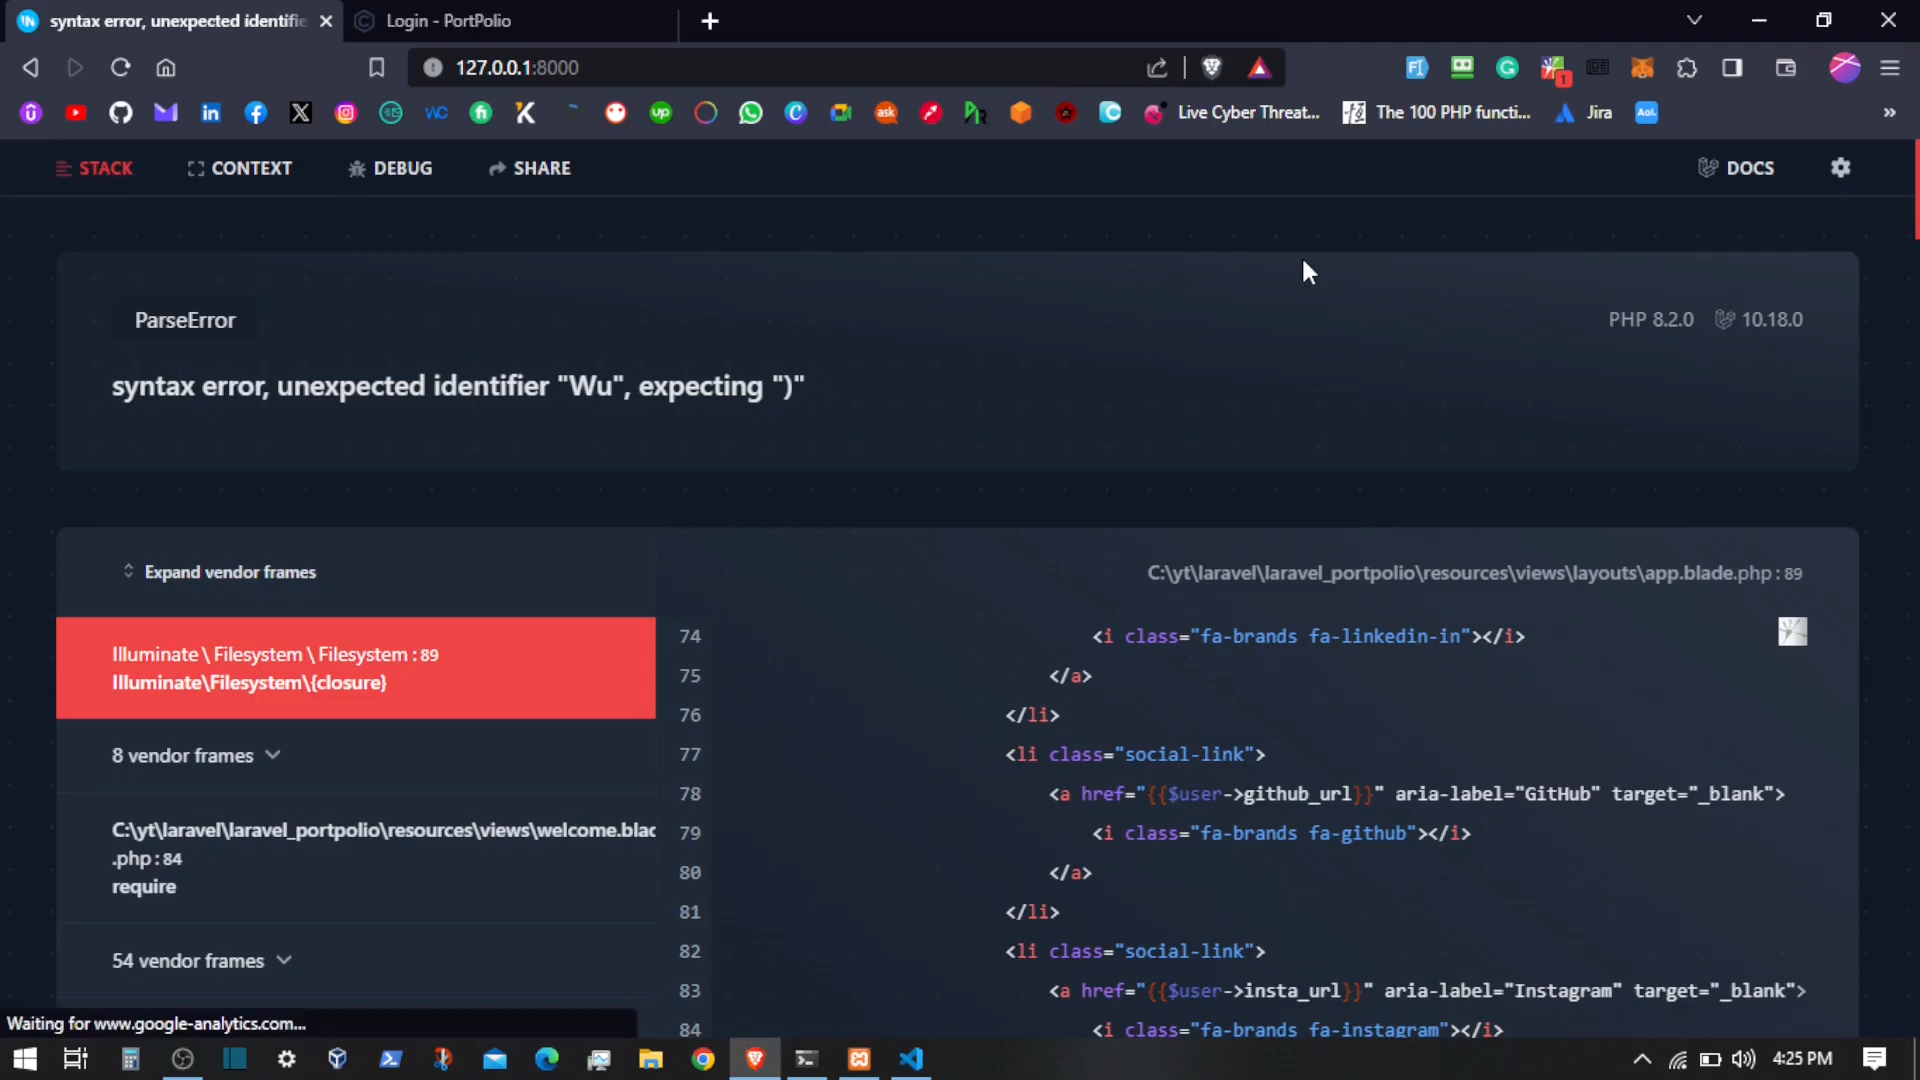 syntax error, unexpected identifie
Login - PortPolio
127.0.0.1:8000
1
WC
up
ask
Live Cyber Threat...
The 100 PHP functi...
Jira
Aol.
STACK
CONTEXT
DEBUG
SHARE
DOCS
ParseError
PHP 8.2.0
10.18.0
syntax error, unexpected identifier "Wu", expecting ")"
Expand vendor frames
C:\yt\laravel\laravel_portpolio\resources\views\layouts\app.blade.php : 89
Illuminate \ Filesystem \ Filesystem : 89
Illuminate\Filesystem\{closure}
8 vendor frames
C:\yt\laravel\laravel_portpolio\resources\views\welcome.blad
.php : 84
require
54 vendor frames
74 <i class="fa-brands fa-linkedin-in"></i>
75 </a>
76 </li>
77 <li class="social-link">
78 <a href="{{$user->github_url}}" aria-label="GitHub" target="_blank">
79 <i class="fa-brands fa-github"></i>
80 </a>
81 </li>
82 <li class="social-link">
83 <a href="{{$user->insta_url}}" aria-label="Instagram" target="_blank">
84 <i class="fa-brands fa-instagram"></i>
Waiting for www.google-analytics.com...
4:25 PM